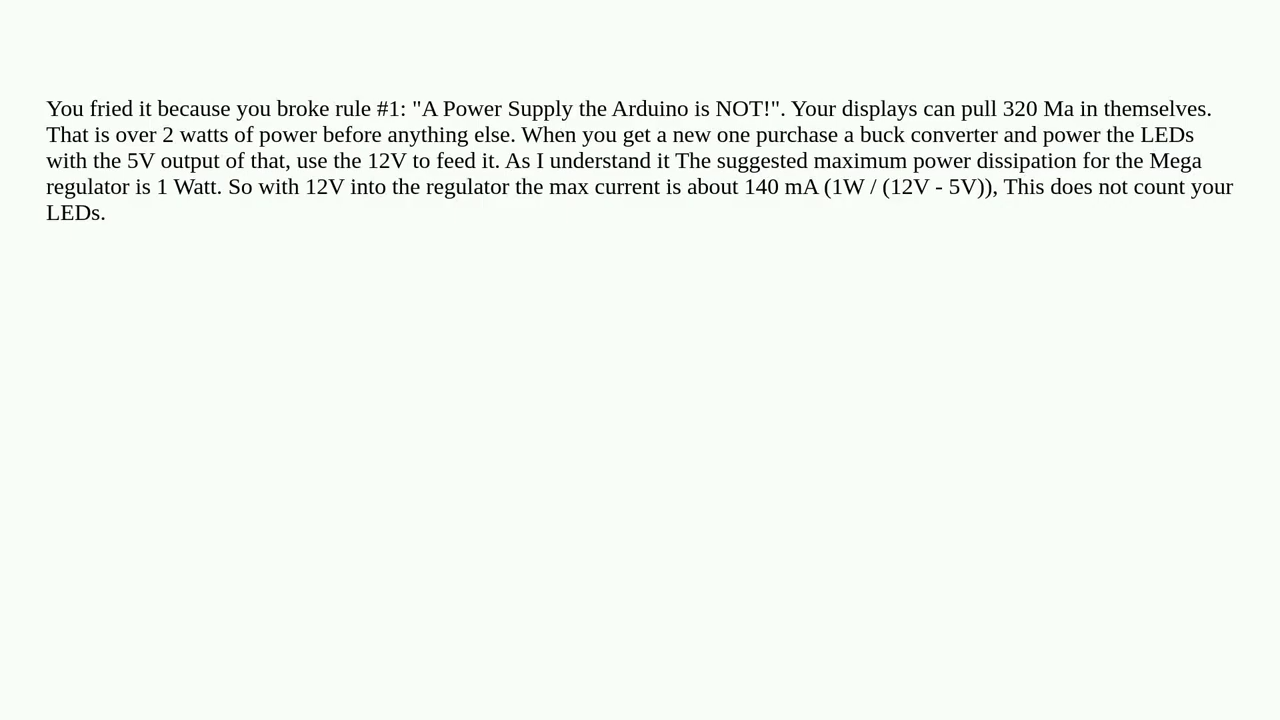 You fried it because you broke rule #1: "A Power Supply the Arduino is NOT!". Your displays can pull 320 Ma in themselves.
That is over 2 watts of power before anything else. When you get a new one purchase a buck converter and power the LEDs
with the 5V output of that, use the 12V to feed it. As I understand it The suggested maximum power dissipation for the Mega
regulator is 1 Watt. So with 12V into the regulator the max current is about 140 mA (1W / (12V - 5V)), This does not count your
LEDs.